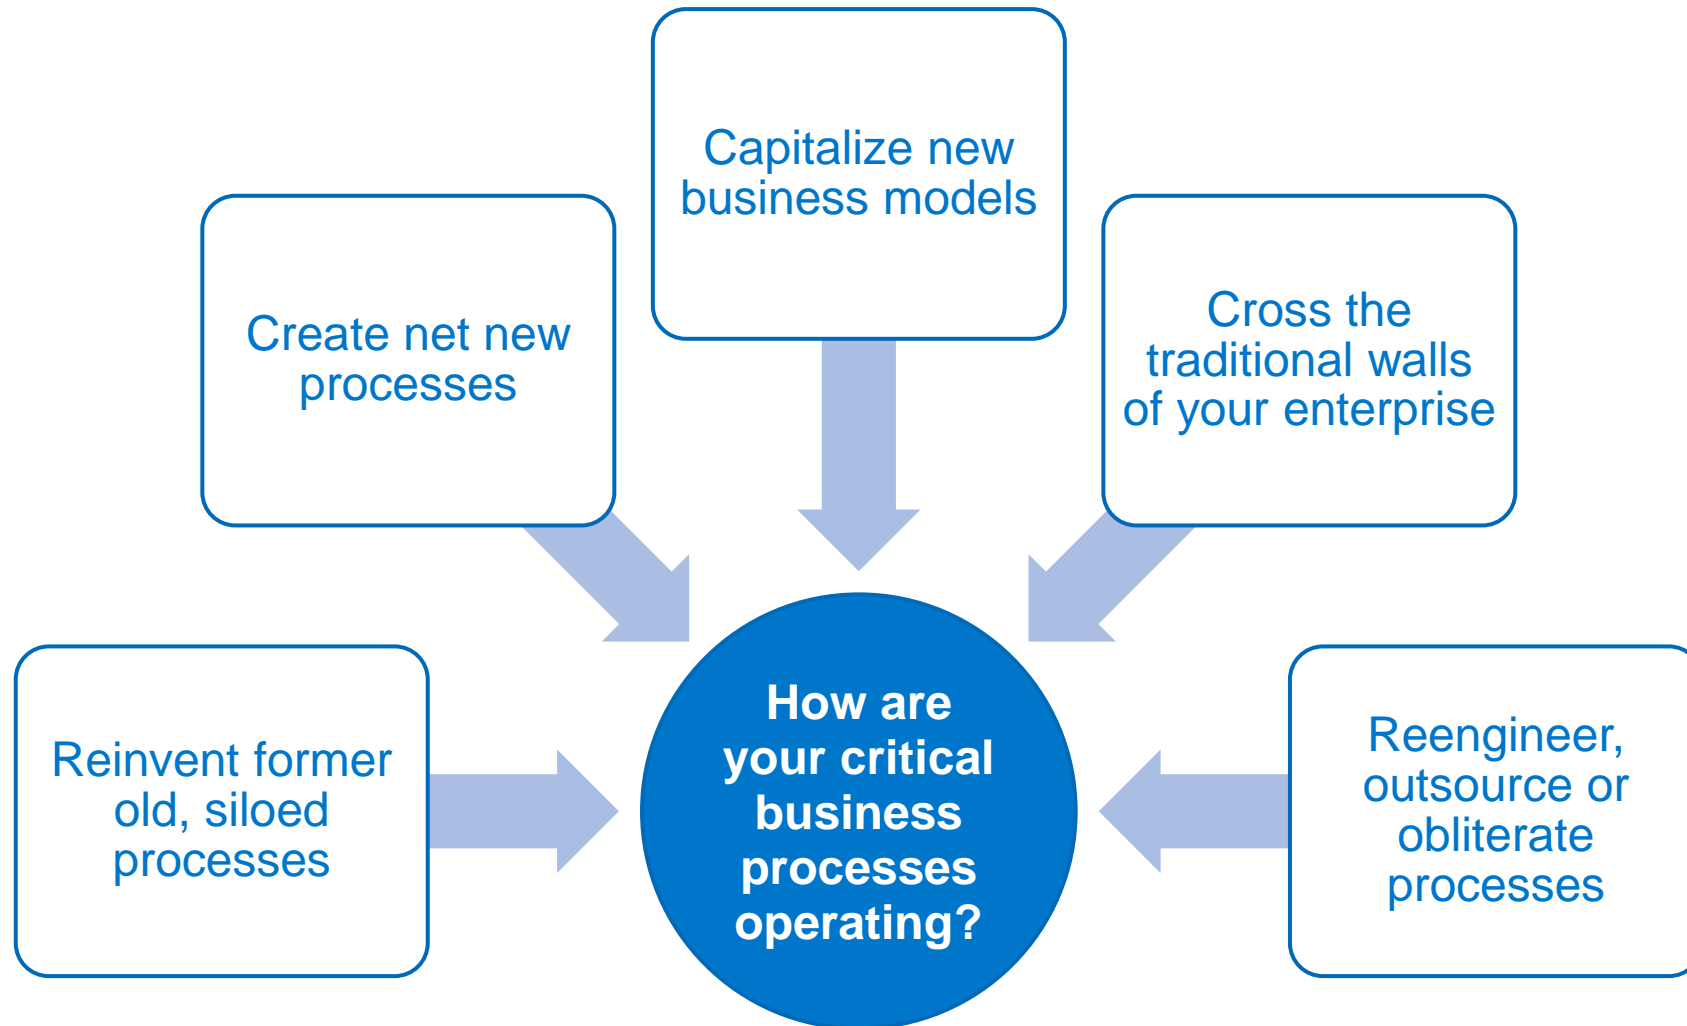 Capitalize new
business models
Create net new
processes
Cross the
traditional walls
of your enterprise
Reinvent former
old, siloed
processes
How are
your critical
business
processes
operating?
Reengineer,
outsource or
obliterate
processes